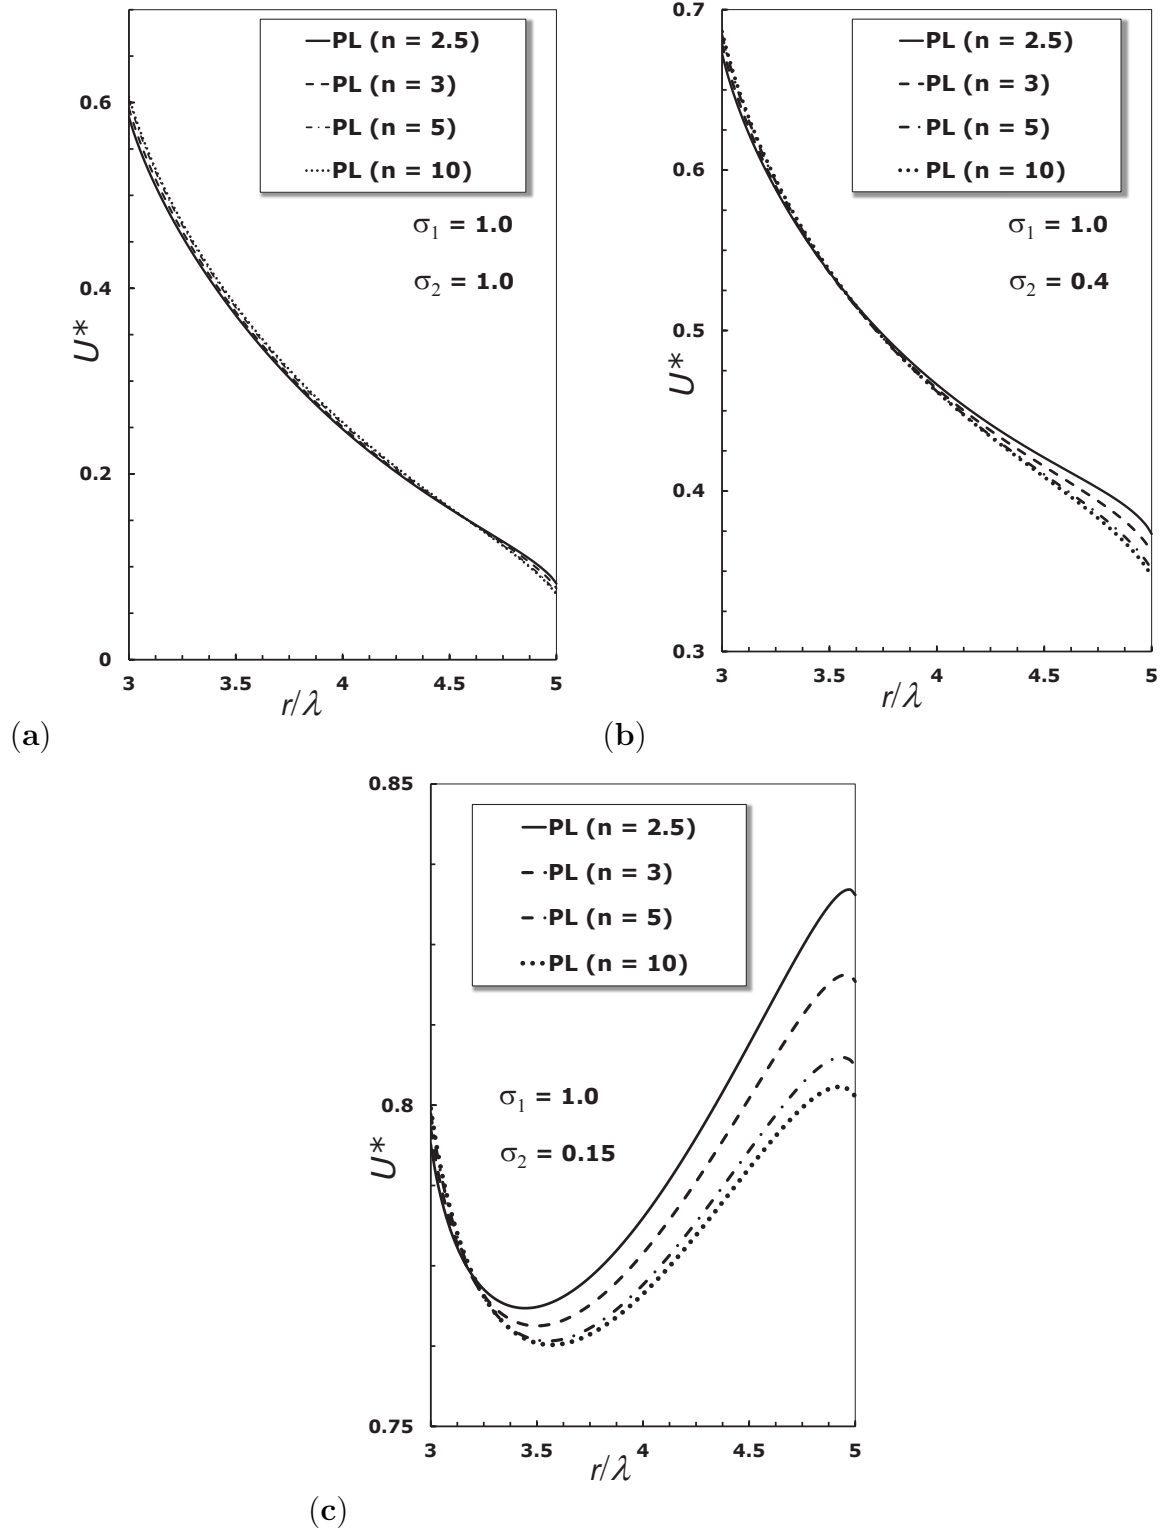 PL (n = 2.5)
PL (n = 3)
PL (n = 5)
PL (n = 10)
σ1 = 1.0
σ2 = 1.0
0.6
0.4
0.2
0
U*
3
3.5
4
4.5
5
r/λ
(a)
PL (n = 2.5)
PL (n = 3)
PL (n = 5)
PL (n = 10)
σ1 = 1.0
σ2 = 0.4
0.7
0.6
0.5
0.4
0.3
U*
3
3.5
4
4.5
5
r/λ
(b)
PL (n = 2.5)
PL (n = 3)
PL (n = 5)
PL (n = 10)
σ1 = 1.0
σ2 = 0.15
0.85
0.8
0.75
U*
3
3.5
4
4.5
5
r/λ
(c)